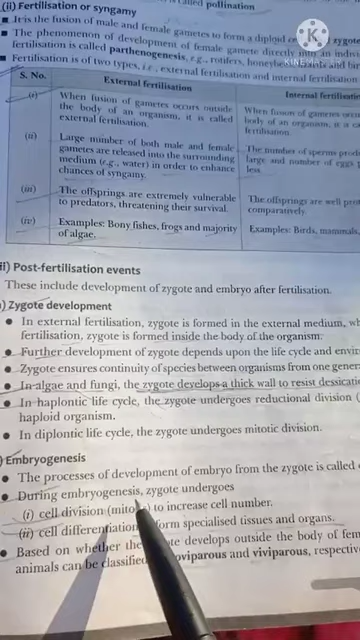 called pollination
(ii) Fertilisation or syngamy
It is the fusion of male and female gametes to form a diploid zygote
The phenomenon of development of female gamete directly into an
fertilisation is called parthenogenesis, e.g., rotifers, honeybees and
Fertilisation is of two types, i.e., external fertilisation and internal fertilisation
S. No. External fertilisation Internal fertilisation
(i) When fusion of gametes occurs outside the body of an organism, it is called external fertilisation. When fusion of gametes body of an organism, it is fertilisation.
(ii) Large number of both male and female gametes are released into the surrounding medium (e.g., water) in order to enhance chances of syngamy. The number of sperms large and number of eggs less.
(iii) The offsprings are extremely vulnerable to predators, threatening their survival. The offsprings are well comparatively.
(iv) Examples: Bony fishes, frogs and majority of algae. Examples: Birds, mammals,
KINEMASTER
Post-fertilisation events
These include development of zygote and embryo after fertilisation.
Zygote development
In external fertilisation, zygote is formed in the external medium,
fertilisation, zygote is formed inside the body of the organism.
Further development of zygote depends upon the life cycle and
Zygote ensures continuity of species between organisms from one
In algae and fungi, the zygote develops a thick wall to resist
In haplontic life cycle, the zygote undergoes reductional division (
haploid organism.
In diplontic life cycle, the zygote undergoes mitotic division.
Embryogenesis
The processes of development of embryo from the zygote is called
During embryogenesis, zygote undergoes
(i) cell division to increase cell number.
(ii) cell differentiation form specialised tissues and organs.
Based on whether the develops outside the body of
animals can be classified oviparous and viviparous,